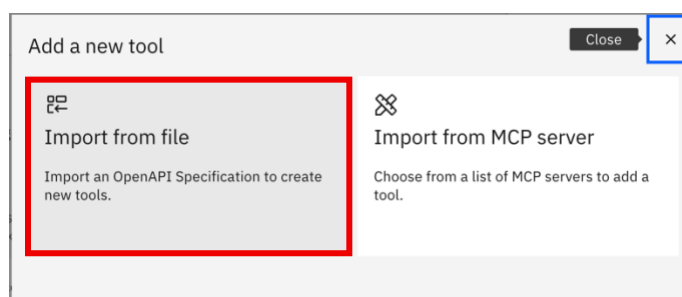 Add a new tool
Close
Import from file
Import an OpenAPI Specification to create
new tools.
Import from MCP server
Choose from a list of MCP servers to add a
tool.